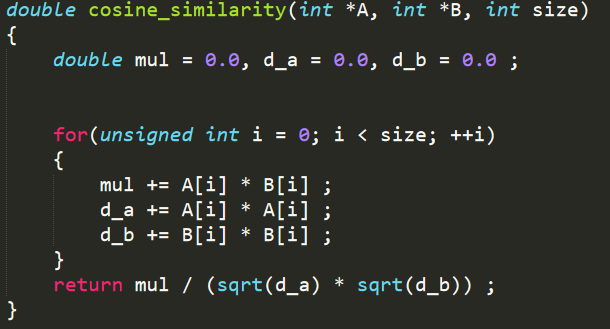 double cosine_similarity(int *A, int *B, int size)
{
    double mul = 0.0, d_a = 0.0, d_b = 0.0 ;
    for(unsigned int i = 0; i < size; ++i)
    {
        mul += A[i] * B[i] ;
        d_a += A[i] * A[i] ;
        d_b += B[i] * B[i] ;
    }
    return mul / (sqrt(d_a) * sqrt(d_b)) ;
}